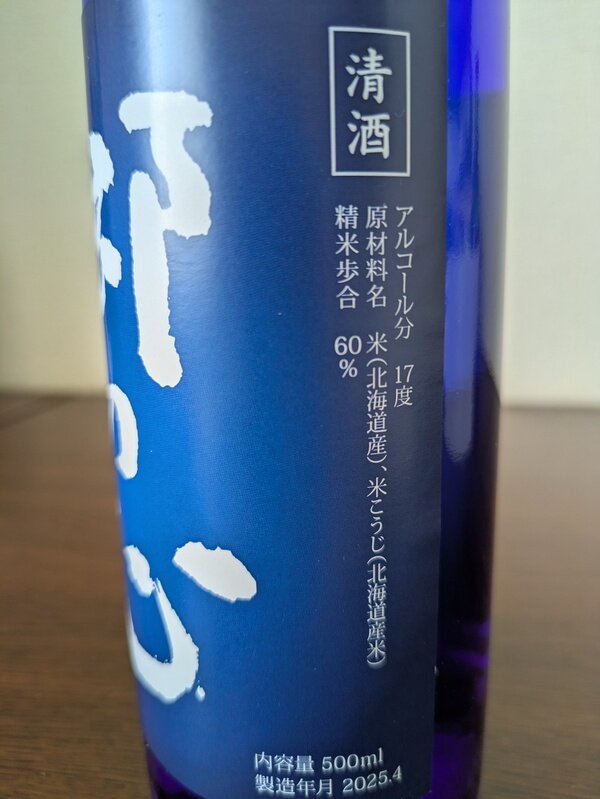 清酒
アルコール分 17度
原材料名 米(北海道産)、米こうじ(北海道産米)
精米歩合 60%
の心
内容量 500ml
製造年月 2025.4